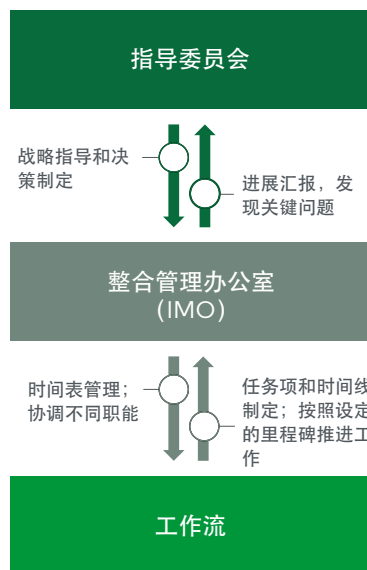 指导委员会
战略指导和决
策制定
进展汇报，发
现关键问题
整合管理办公室
(IMO)
时间表管理；
协调不同职能
任务项和时间线
制定；按照设定
的里程碑推进工
作
工作流